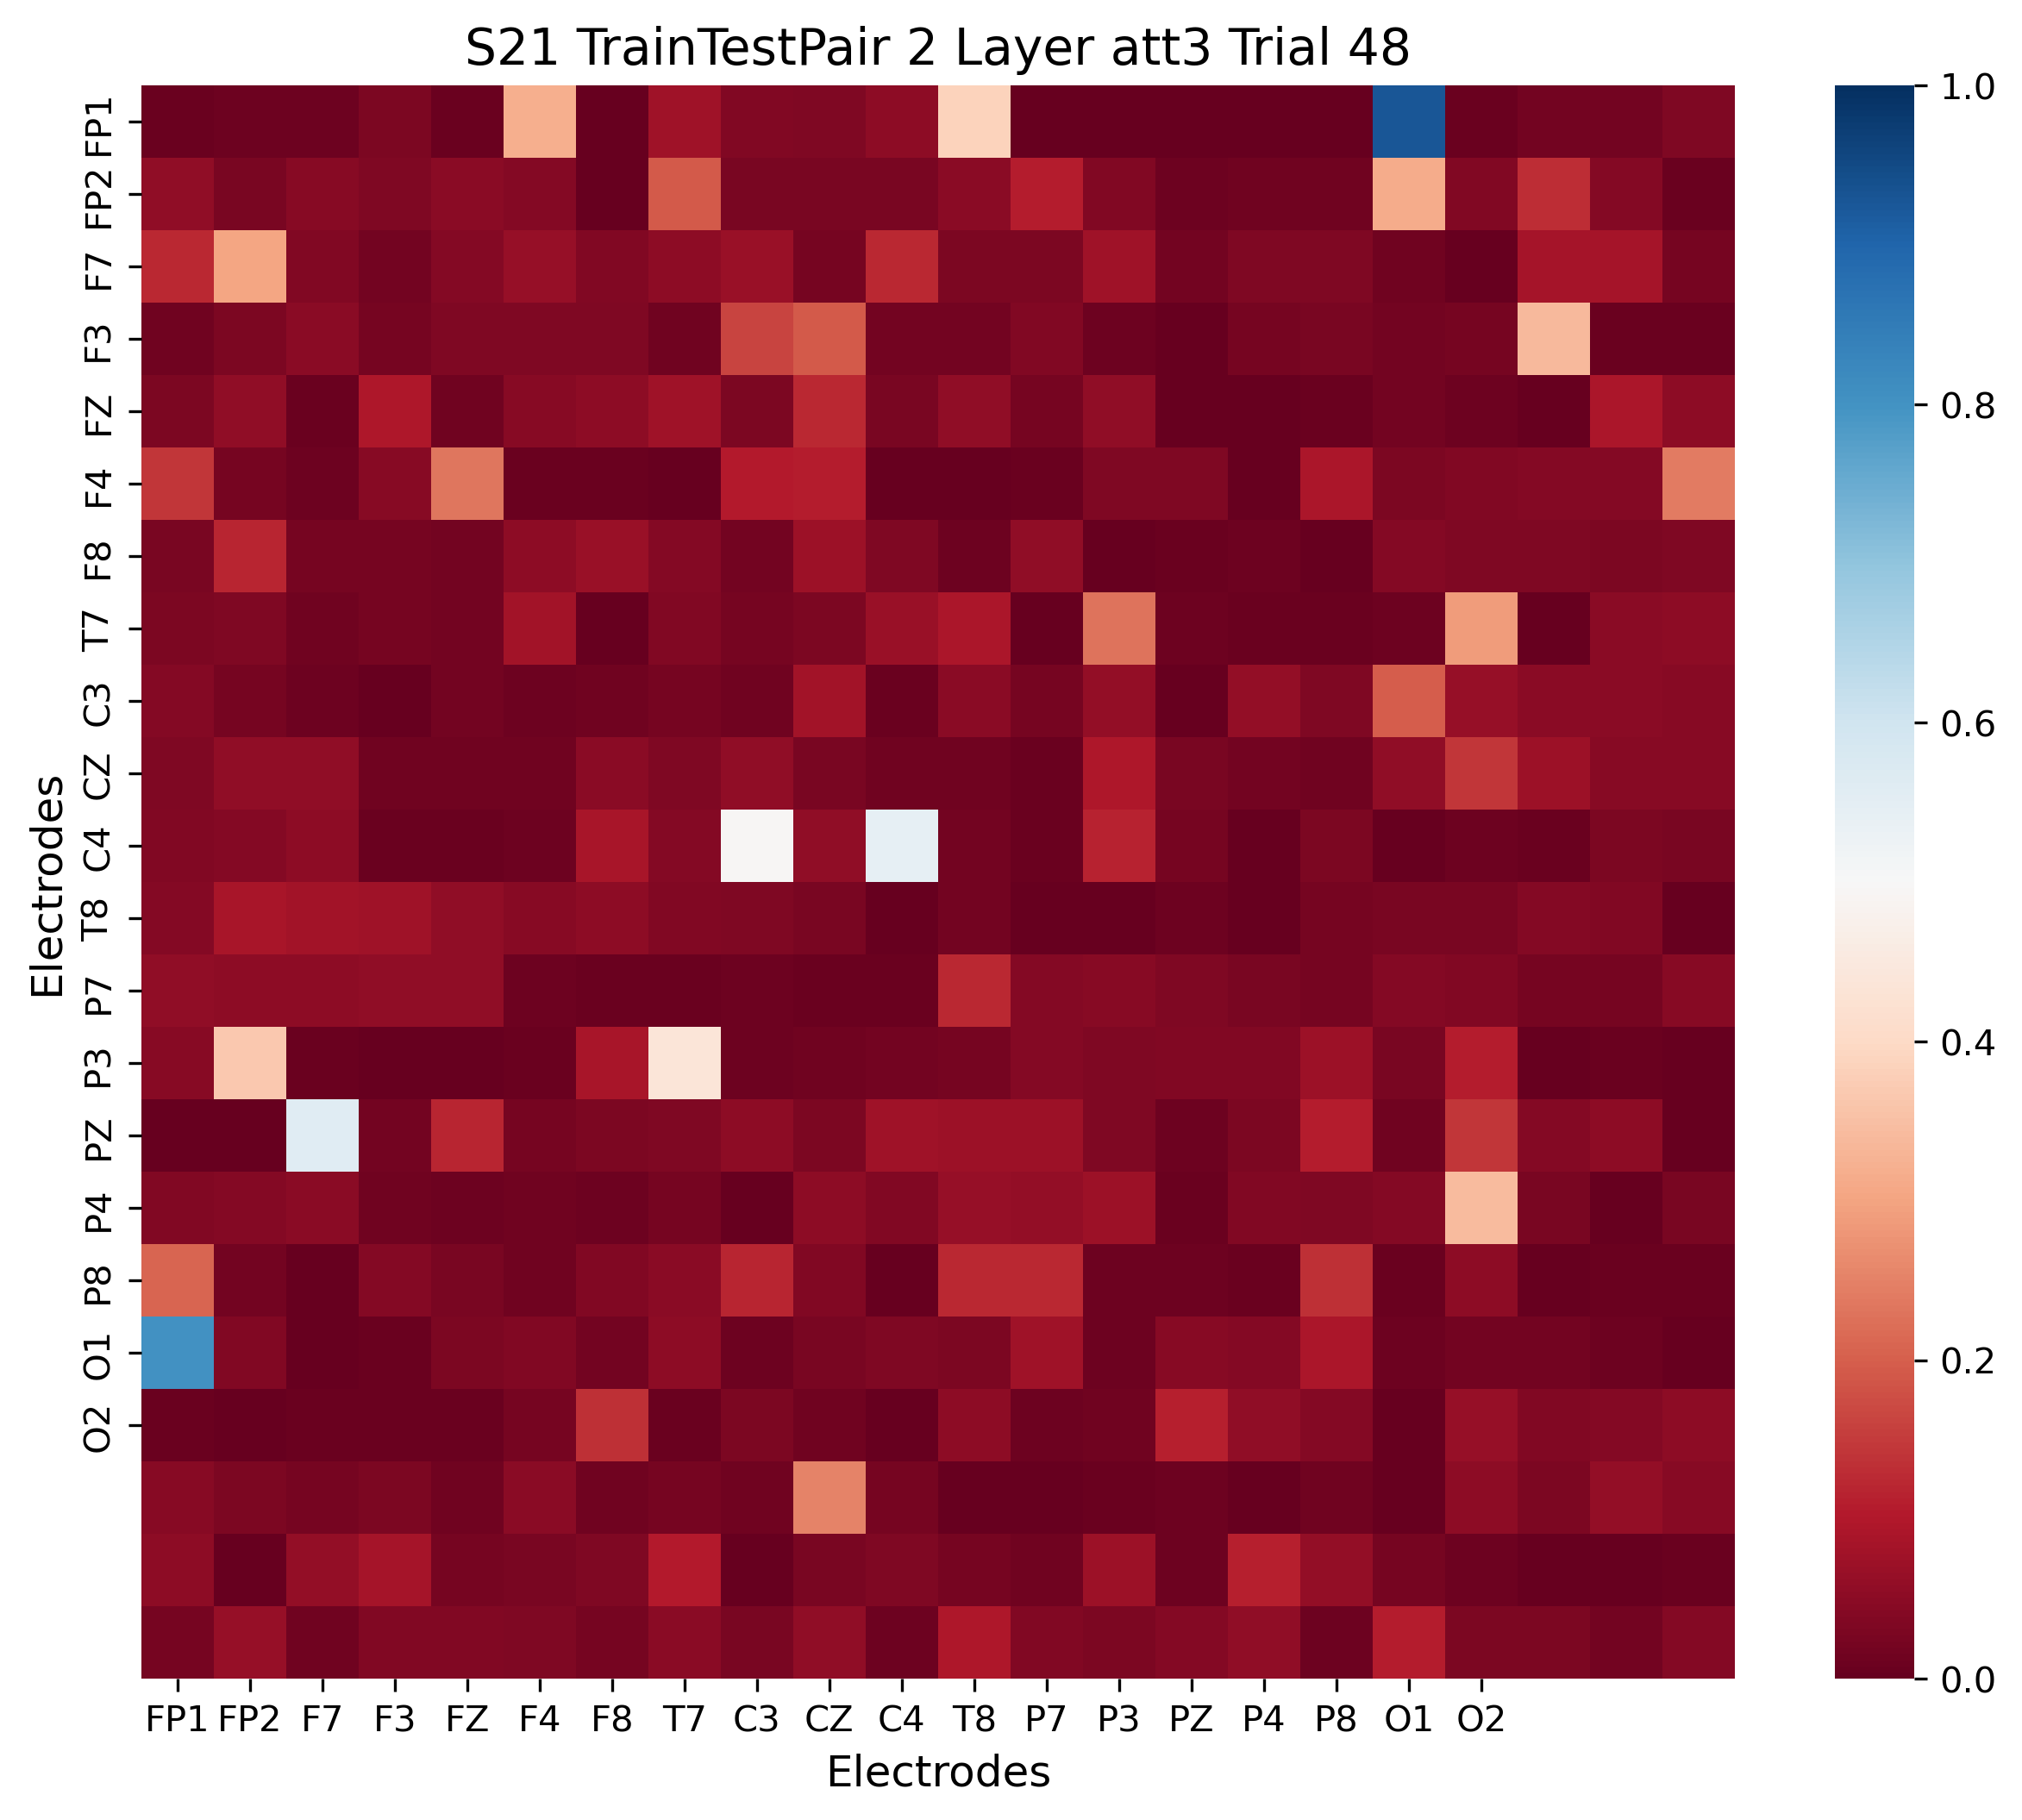 S21 TrainTestPair 2 Layer att3 Trial 48
Electrodes
FP1
FP2
F7
F3
FZ
F4
F8
T7
C3
CZ
C4
T8
P7
P3
PZ
P4
P8
O1
O2
FP1 FP2 F7 F3 FZ F4 F8 T7 C3 CZ C4 T8 P7 P3 PZ P4 P8 O1 O2
Electrodes
1.0
0.8
0.6
0.4
0.2
0.0